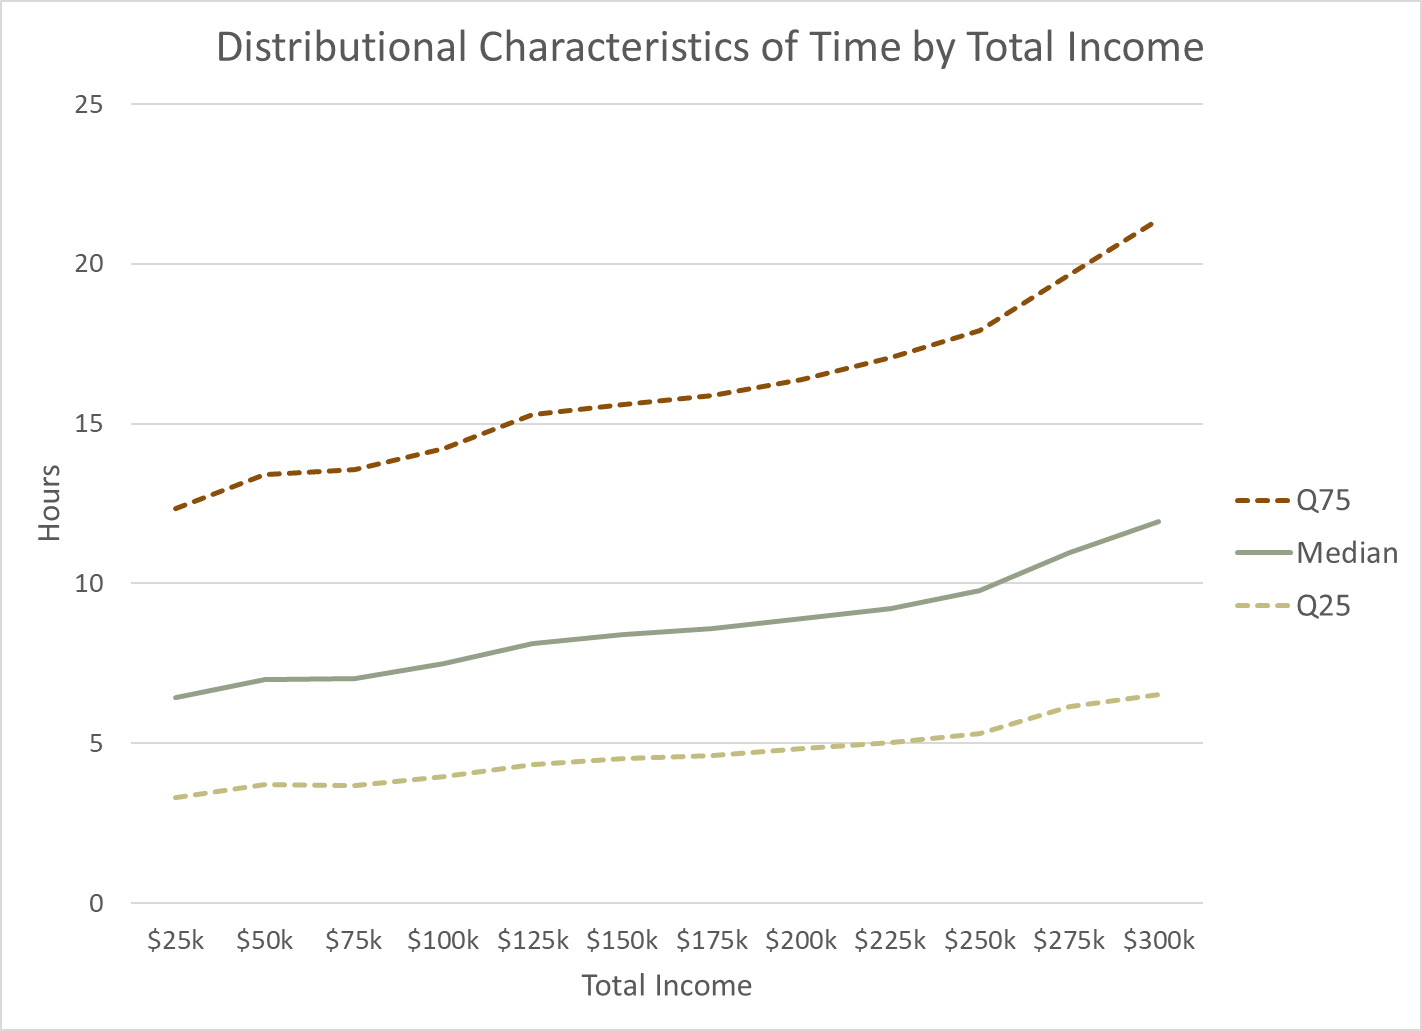 Distributional Characteristics of Time by Total Income
25
20
15
10
5
0
Hours
$25k $50k $75k $100k $125k $150k $175k $200k $225k $250k $275k $300k
Total Income
Q75
Median
Q25